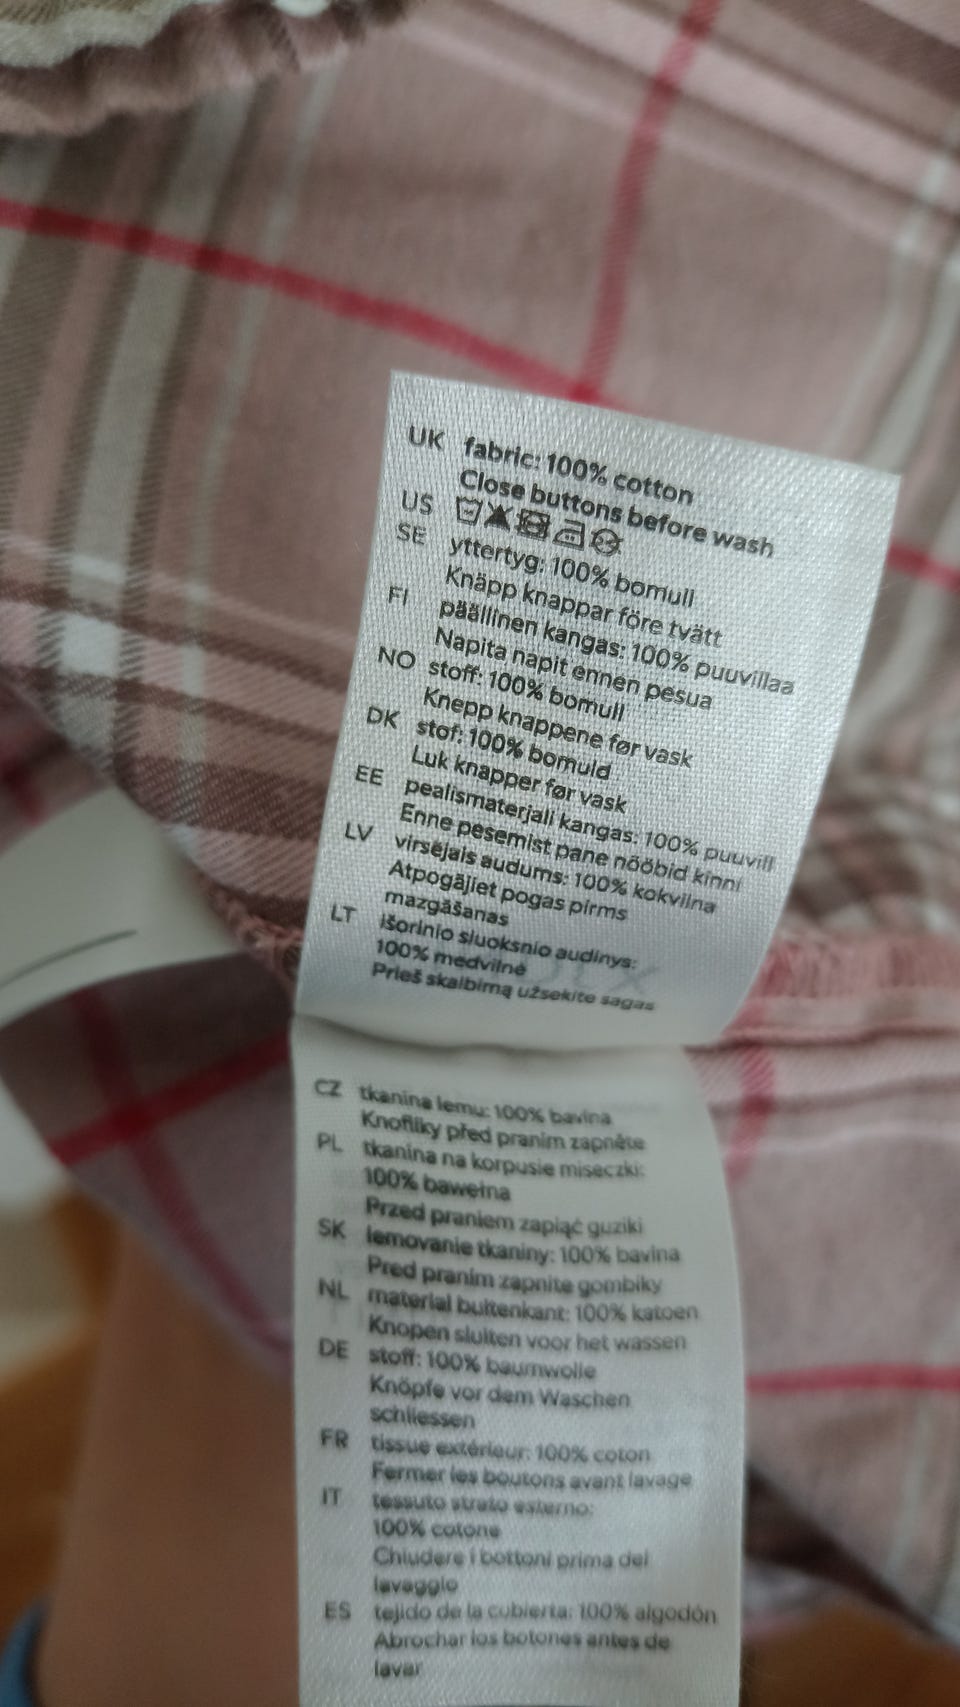 UK fabric: 100% cotton
Close buttons before wash
US
SE yttertyg: 100% bomull
Knäpp knappar före tvätt
FI päällinen kangas: 100% puuvillaa
Napita napit ennen pesua
NO stoff: 100% bomull
Knepp knappene før vask
DK stof: 100% bomuld
Luk knapper før vask
EE pealismaterjali kangas: 100% puuvill
Enne pesemist pane nööbid kinni
LV virsējais audums: 100% kokvilna
Atpogājiet pogas pirms
mazgāšanas
LT Išorinio sluoksnio audinys:
100% medvilnė
Prieš skalbimą užsekite sagas
CZ tkanina lemu: 100% bavlna
Knoflíky před praním zapněte
PL tkanina na korpusie miseczki:
100% bawełna
Przed praniem zapiąć guziki
SK lemovanie tkaniny: 100% bavlna
Pred praním zapnite gombíky
NL material buitenkant: 100% katoen
Knopen sluiten voor het wassen
DE stoff: 100% baumwolle
Knöpfe vor dem Waschen
schliessen
FR tissue extérieur: 100% coton
Fermer les boutons avant lavage
IT tessuto strato esterno:
100% cotone
Chiudere i bottoni prima del
lavaggio
ES tejido de la cubierta: 100% algodón
Abrochar los botones antes de
lavar